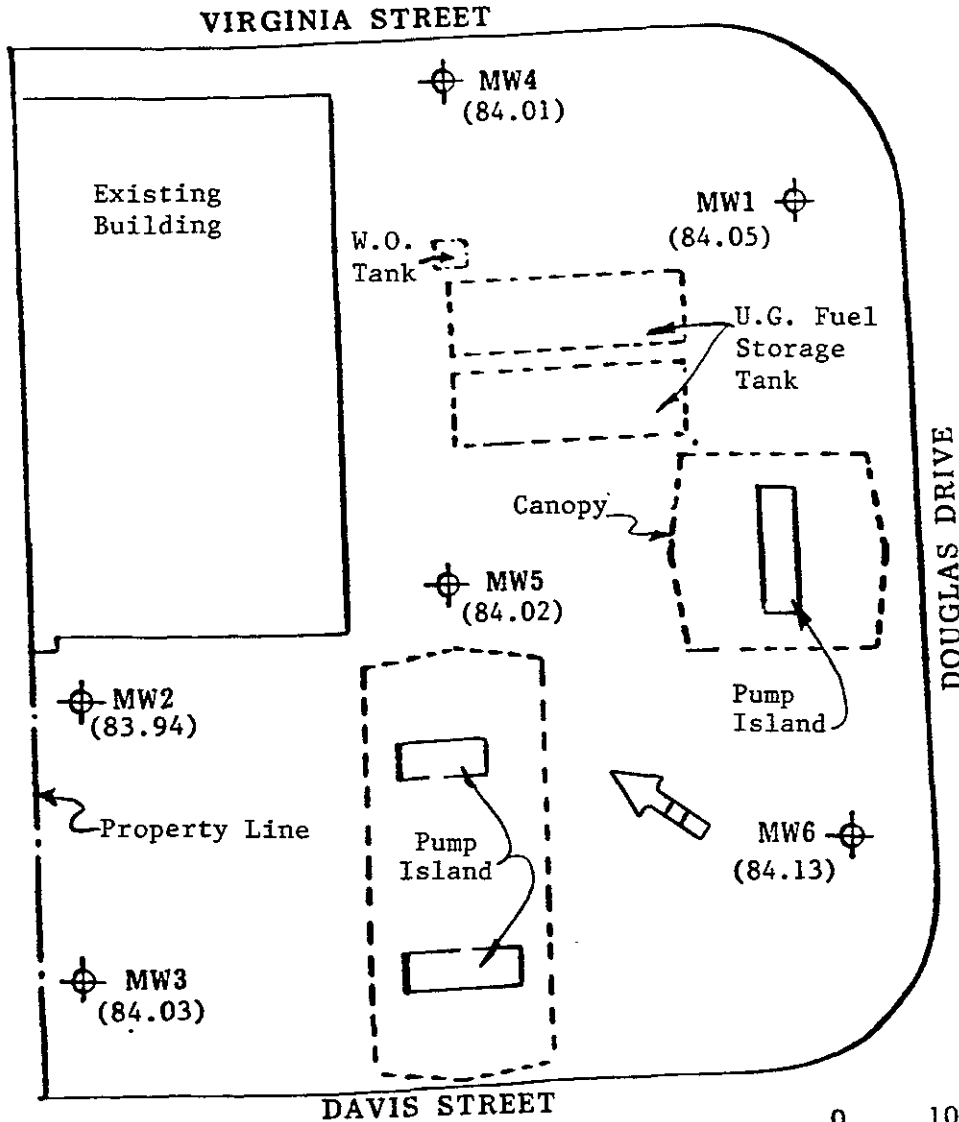 VIRGINIA STREET
MW4
(84.01)
Existing
Building
MW1
(84.05)
W.O.
Tank
U.G. Fuel
Storage
Tank
Canopy
DOUGLAS DRIVE
MW5
(84.02)
MW2
(83.94)
Pump
Island
Property Line
Pump
Island
MW6
(84.13)
MW3
(84.03)
DAVIS STREET
0 10